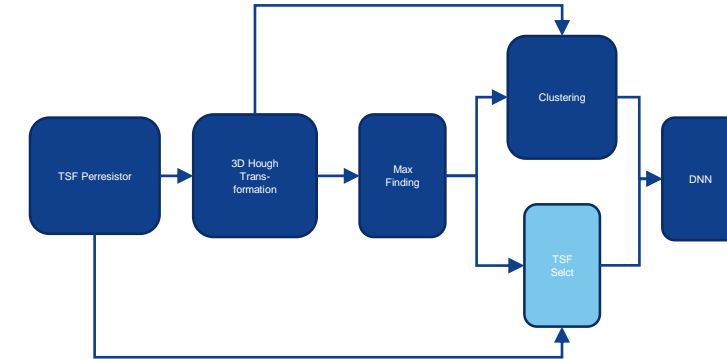 TSF Perresistor
3D Hough
Trans-
formation
Max
Finding
Clustering
TSF
Selct
DNN